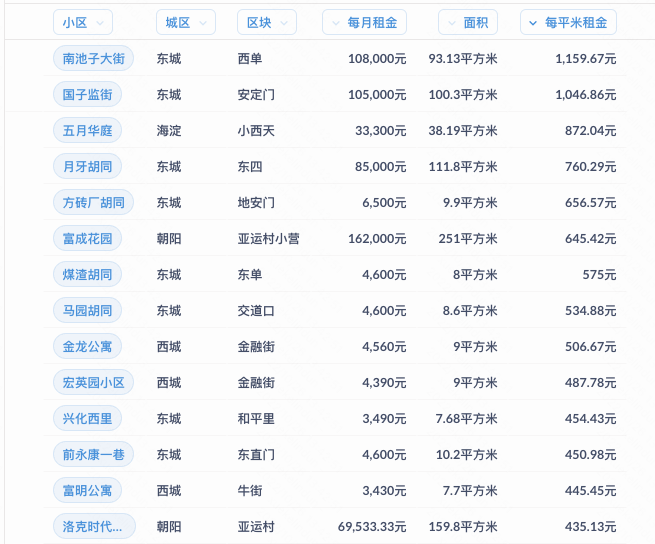 小区 城区 区块 每月租金 面积 每平米租金
南池子大街 东城 西单 108,000元 93.13平方米 1,159.67元
国子监街 东城 安定门 105,000元 100.3平方米 1,046.86元
五月华庭 海淀 小西天 33,300元 38.19平方米 872.04元
月牙胡同 东城 东四 85,000元 111.8平方米 760.29元
方砖厂胡同 东城 地安门 6,500元 9.9平方米 656.57元
富成花园 朝阳 亚运村小营 162,000元 251平方米 645.42元
煤渣胡同 东城 东单 4,600元 8平方米 575元
马园胡同 东城 交道口 4,600元 8.6平方米 534.88元
金龙公寓 西城 金融街 4,560元 9平方米 506.67元
宏英园小区 西城 金融街 4,390元 9平方米 487.78元
兴化西里 东城 和平里 3,490元 7.68平方米 454.43元
前永康一巷 东城 东直门 4,600元 10.2平方米 450.98元
富明公寓 西城 牛街 3,430元 7.7平方米 445.45元
洛克时代... 朝阳 亚运村 69,533.33元 159.8平方米 435.13元